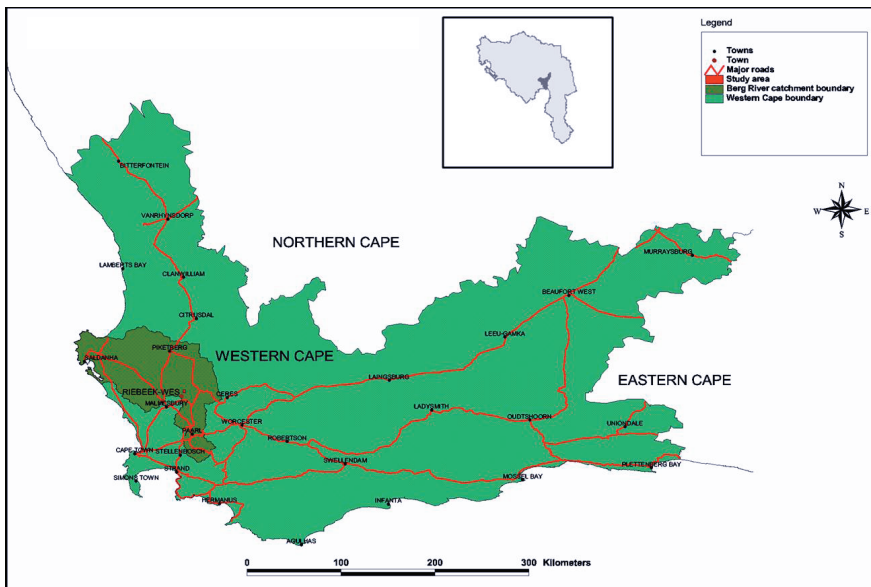 Legend
Towns
Town
Major roads
Study area
Berg River catchment boundary
Western Cape boundary
N
W E
S
BITTERFONTEIN
VANRHYNSDORP
NORTHERN CAPE
MURRAYSBURG
LAMBERTS BAY
CLANWILLIAM
BEAUFORT WEST
CITRUSDAL
LEEU-GAMKA
PIKETBERG
WESTERN CAPE
SALDANHA
LAINGSBURG
EASTERN CAPE
RIEBEEK-WES
CERES
MALMESBURY
LADYSMITH
OUDTSHOORN
WORCESTER
UNIONDALE
PAARL
ROBERTSON
CAPE TOWN
STELLENBOSCH
SWELLENDAM
STRAND
PLETTENBERG BAY
SIMONS TOWN
MOSSEL BAY
HERMANUS
INFANTA
AGULHAS
0 100 200 300 Kilometers